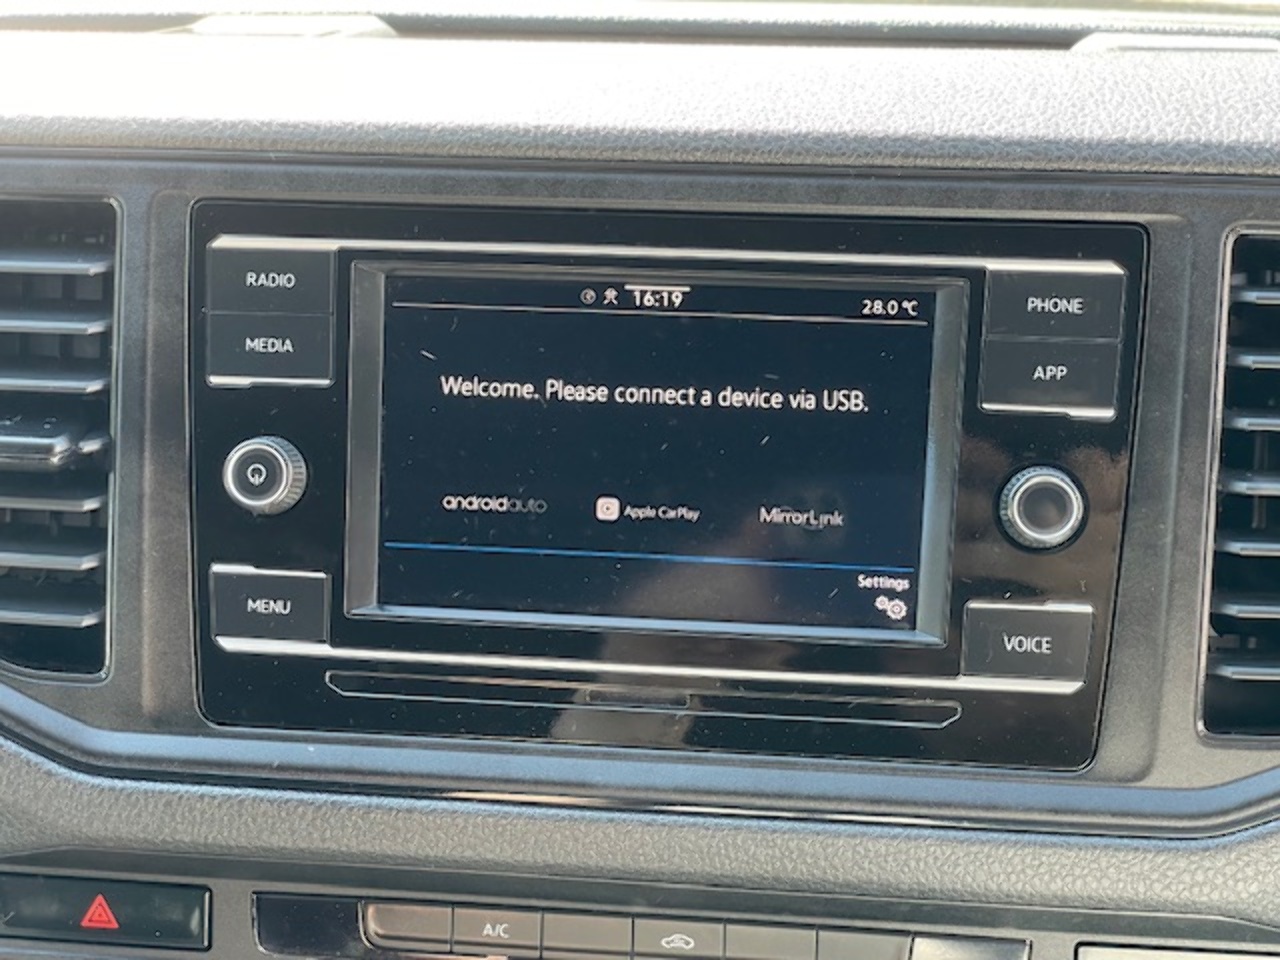 RADIO
MEDIA
16:19
28.0 °C
PHONE
APP
Welcome. Please connect a device via USB.
androidauto
Apple CarPlay
MirrorLink
Settings
MENU
VOICE
A/C